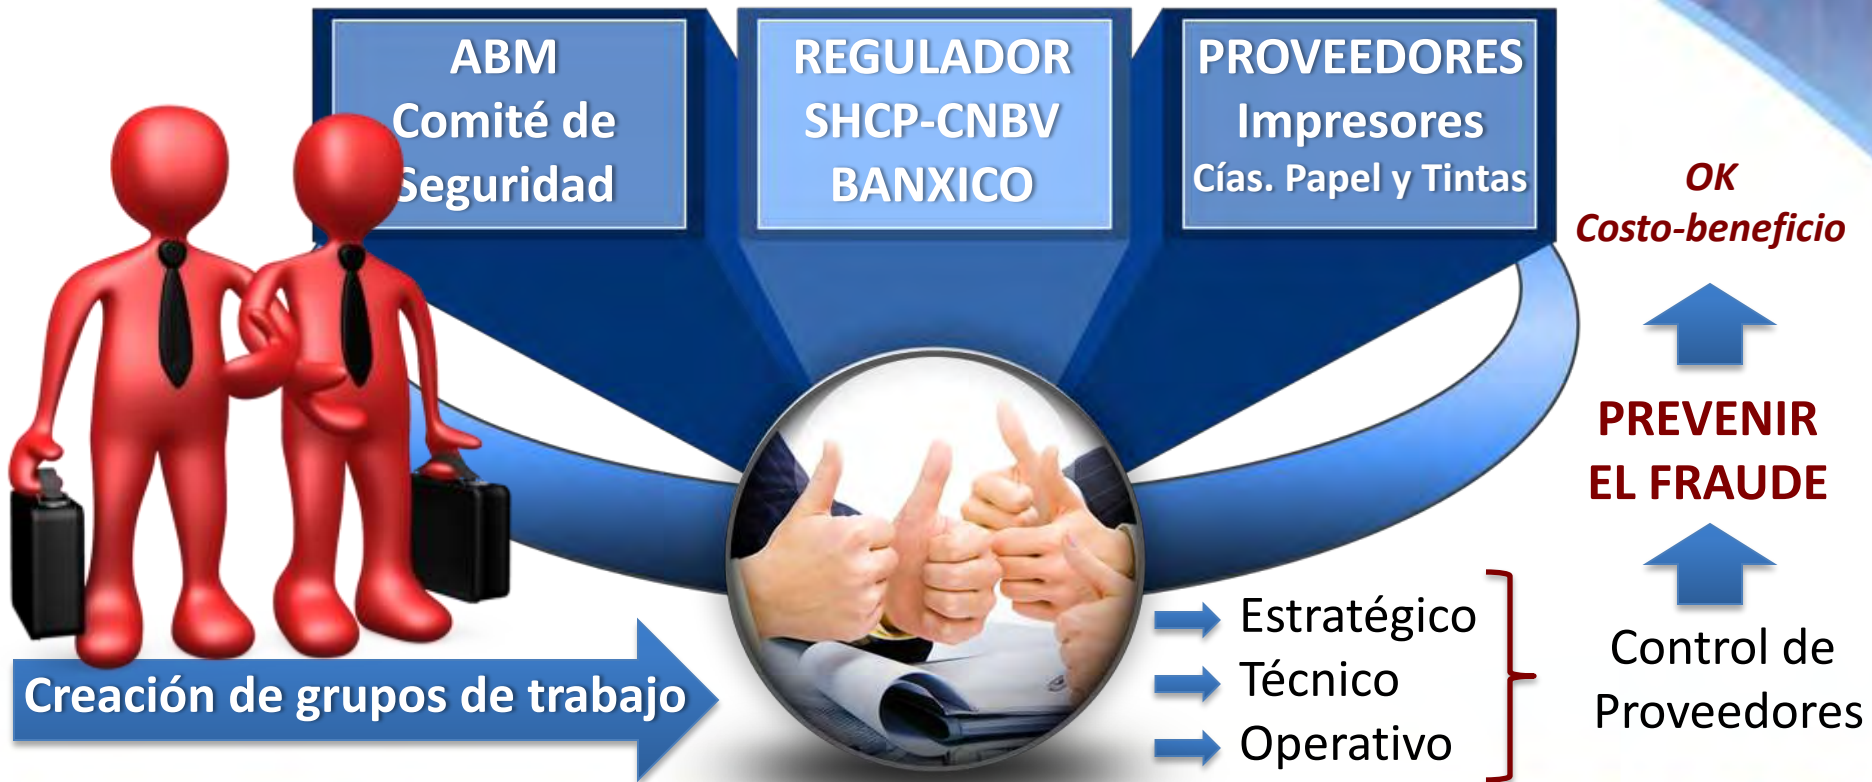 ABM
Comité de
Seguridad
REGULADOR
SHCP-CNBV
BANXICO
PROVEEDORES
Impresores
Cías. Papel y Tintas
OK
Costo-beneficio
PREVENIR
EL FRAUDE
Control de
Proveedores
Estratégico
Técnico
Operativo
Creación de grupos de trabajo